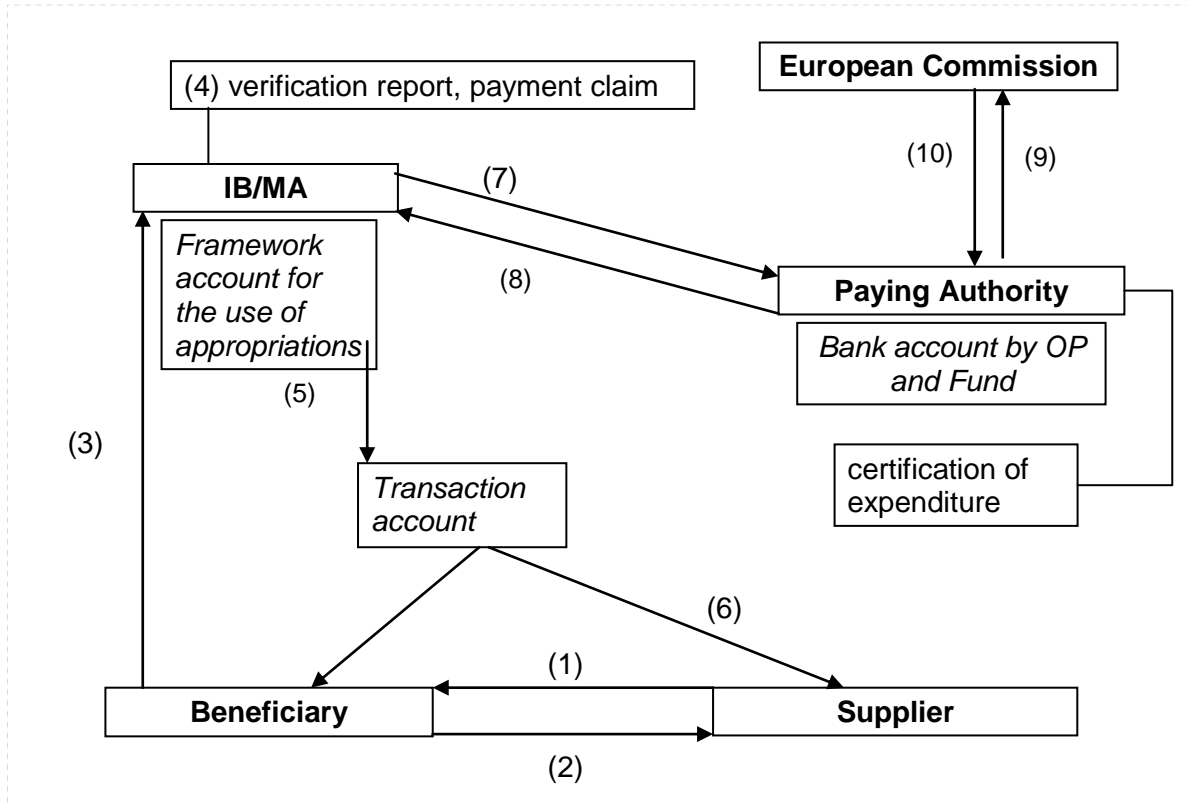 European Commission
(4) verification report, payment claim
(10)
(9)
IB/MA
(7)
Framework
account for
the use of
appropriations
(8)
Paying Authority
Bank account by OP
and Fund
(5)
(3)
certification of
expenditure
Transaction
account
(6)
(1)
Beneficiary
Supplier
(2)